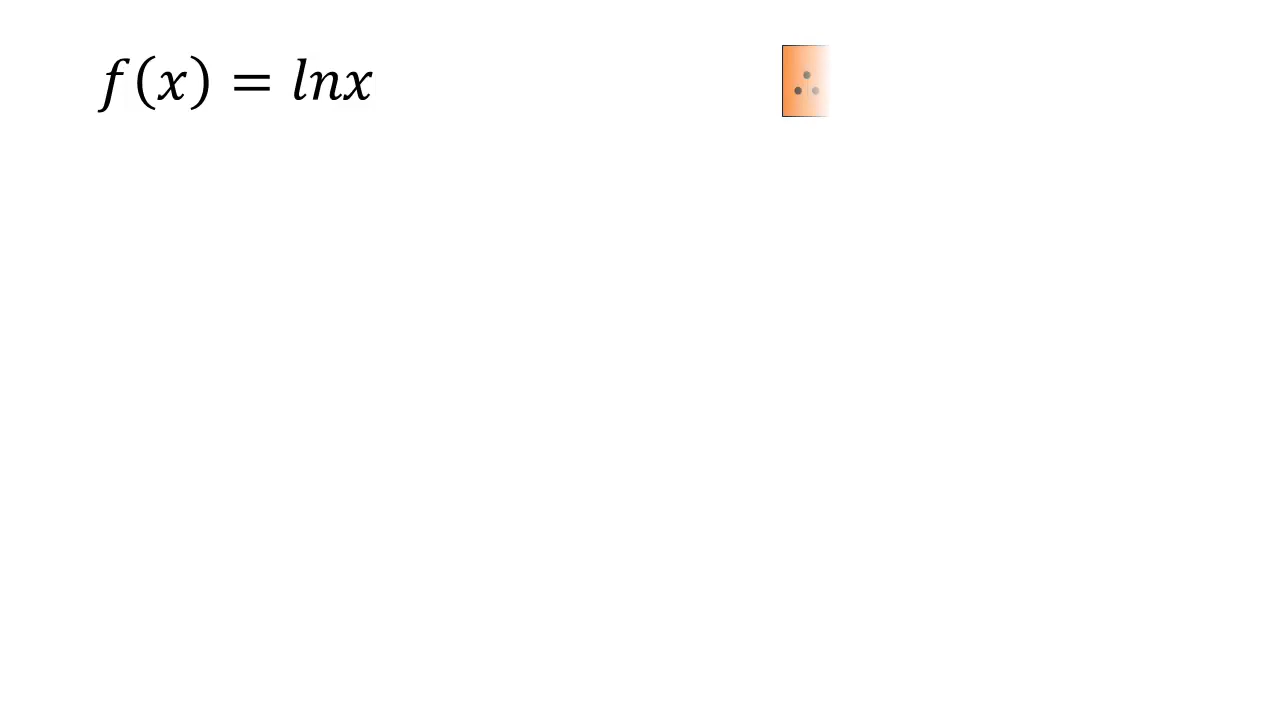 f(x) = lnx
∴